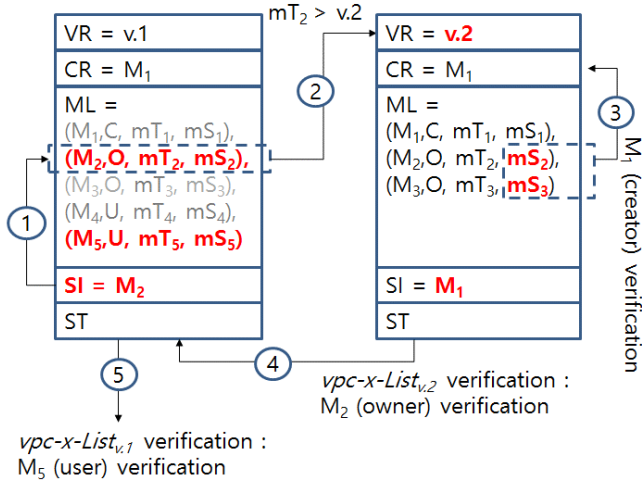 mT2 > v.2
VR = v.1
CR = M1
ML =
(M1,C, mT1, mS1),
(M2,O, mT2, mS2),
(M3,O, mT3, mS3),
(M4,U, mT4, mS4),
(M5,U, mT5, mS5)
SI = M2
ST
1
2
VR = v.2
CR = M1
ML =
(M1,C, mT1, mS1),
(M2,O, mT2, mS2),
(M3,O, mT3, mS3)
SI = M1
ST
3
M1 (creator) verification
4
vpc-x-Listv.2 verification :
M2 (owner) verification
5
vpc-x-Listv.1 verification :
M5 (user) verification